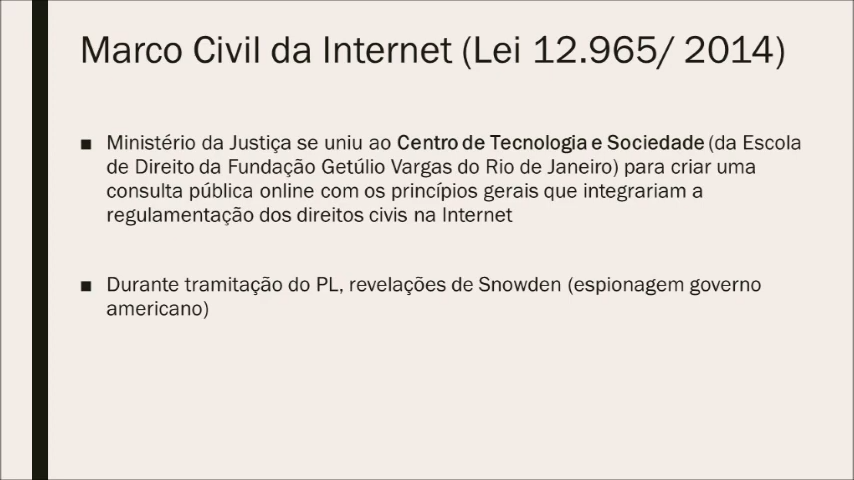 Marco Civil da Internet (Lei 12.965/ 2014)
■ Ministério da Justiça se uniu ao Centro de Tecnologia e Sociedade (da Escola
de Direito da Fundação Getúlio Vargas do Rio de Janeiro) para criar uma
consulta pública online com os princípios gerais que integrariam a
regulamentação dos direitos civis na Internet
■ Durante tramitação do PL, revelações de Snowden (espionagem governo
americano)